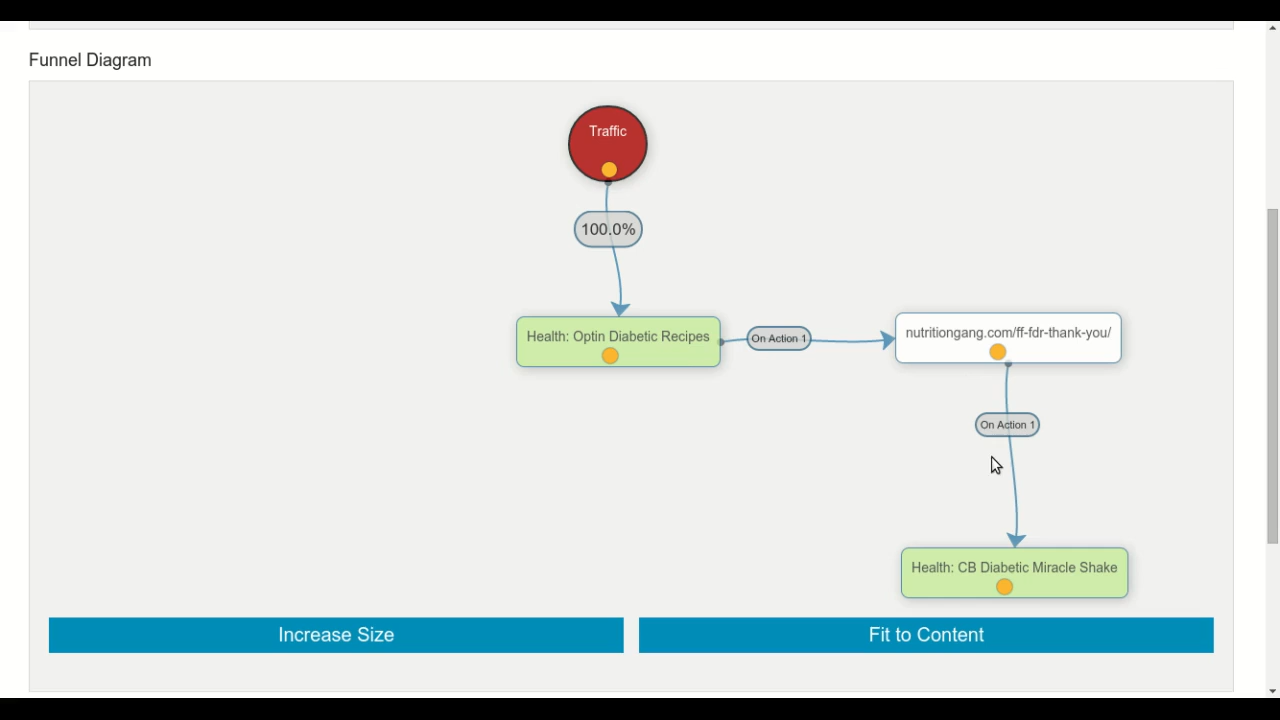 Funnel Diagram
Traffic
100.0%
Health: Optin Diabetic Recipes
On Action 1
nutritiongang.com/ff-fdr-thank-you/
On Action 1
Health: CB Diabetic Miracle Shake
Increase Size
Fit to Content